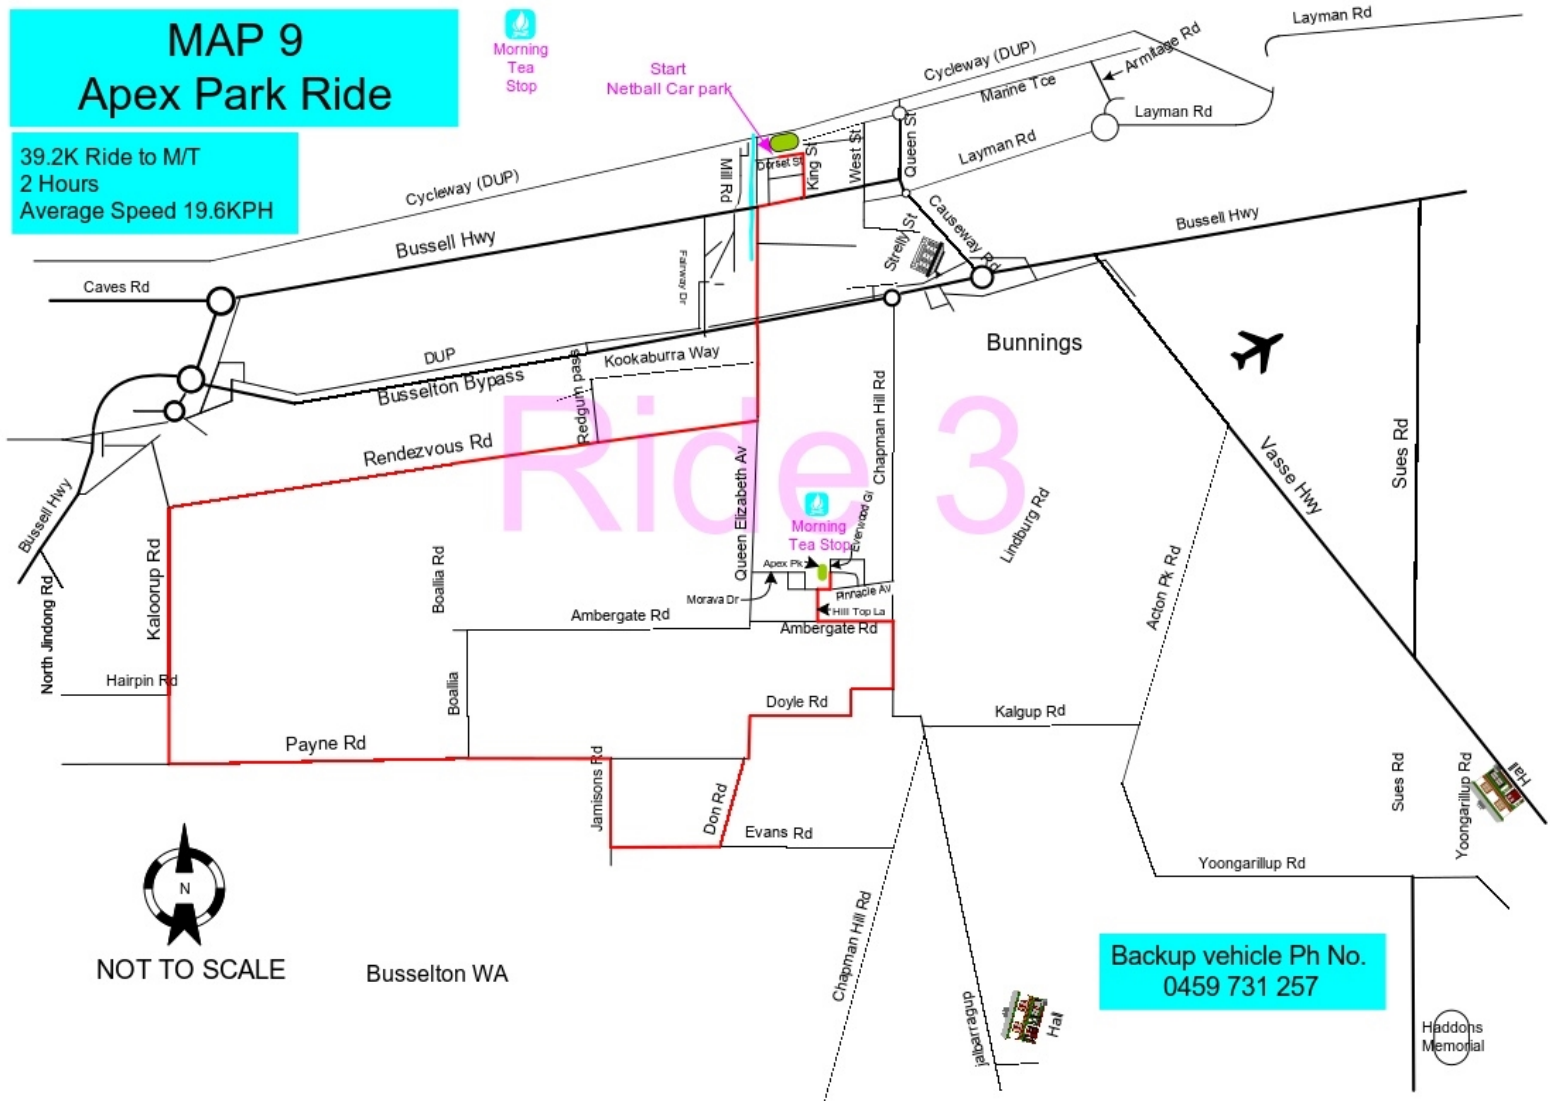 MAP 9
Apex Park Ride
39.2K Ride to M/T
2 Hours
Average Speed 19.6KPH
Morning
Tea
Stop
Start
Netball Car park
Cycleway (DUP)
Marine Tce
Armitage Rd
Layman Rd
Layman Rd
Layman Rd
Cycleway (DUP)
Mill Rd
Dorset St
King St
West St
Queen St
Causeway Rd
Strelly St
Bussell Hwy
Bussell Hwy
Caves Rd
Fairway Dr
DUP
Busselton Bypass
Kookaburra Way
Redgum pass
Bunnings
Ride 3
Rendezvous Rd
Queen Elizabeth Av
Chapman Hill Rd
Vasse Hwy
Sues Rd
Bussell Hwy
North Jindong Rd
Kaloorup Rd
Boallia Rd
Morning
Tea Stop
Everwood Gl
Apex Pk
Morava Dr
Pinnacle Av
Hill Top La
Lindburg Rd
Acton Pk Rd
Ambergate Rd
Ambergate Rd
Hairpin Rd
Boallia
Doyle Rd
Kalgup Rd
Payne Rd
Jamisons Rd
Don Rd
Evans Rd
Sues Rd
Yoongarillup Rd
Hall
Yoongarillup Rd
N
NOT TO SCALE
Busselton WA
Chapman Hill Rd
jalbarragup
Hall
Backup vehicle Ph No.
0459 731 257
Haddons
Memorial